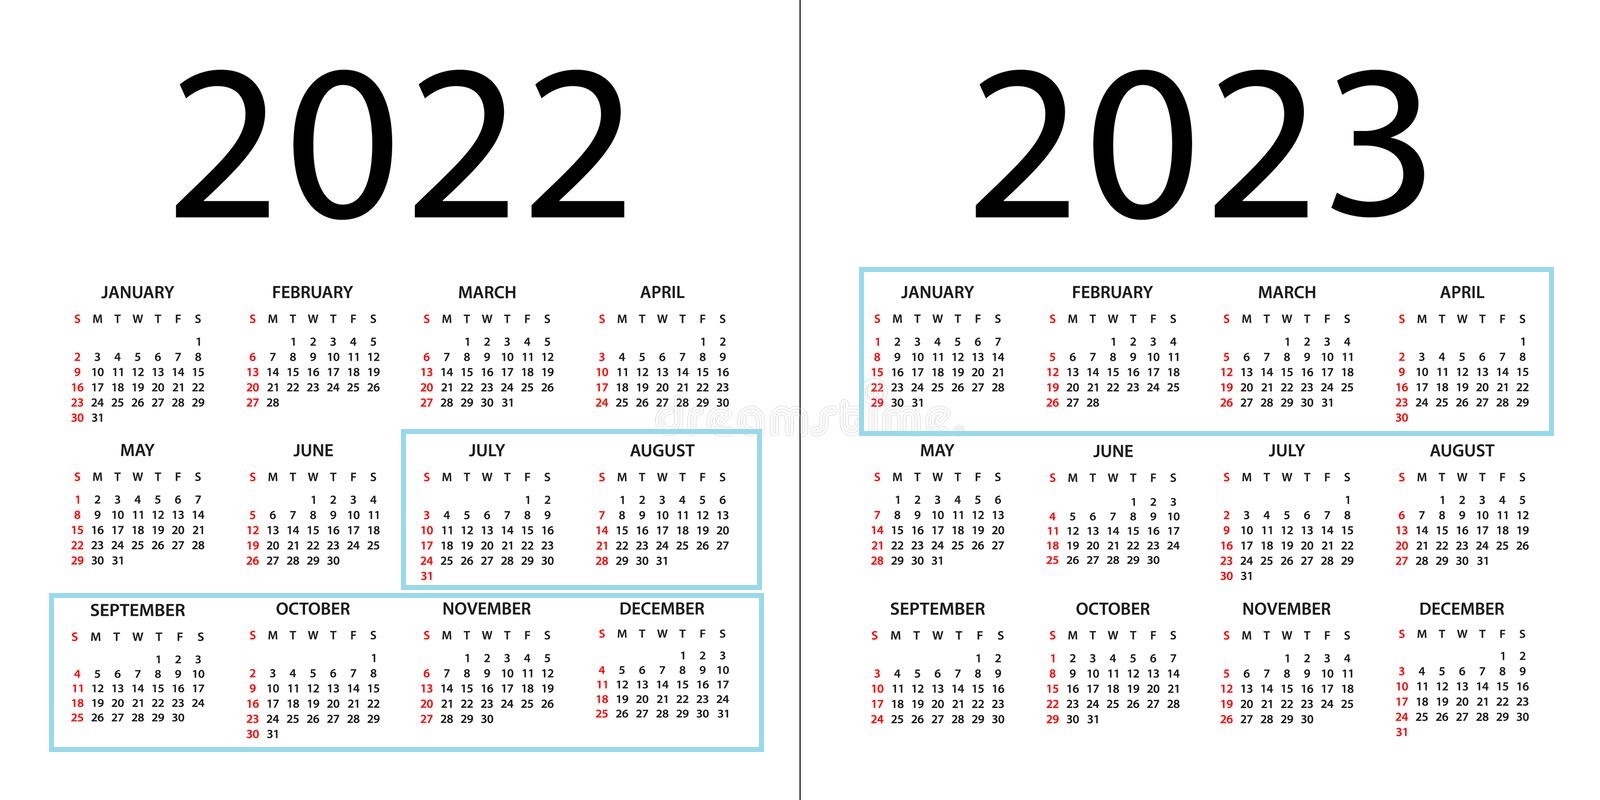 2022
JANUARY
S M T W T F S
1
2 3 4 5 6 7 8
9 10 11 12 13 14 15
16 17 18 19 20 21 22
23 24 25 26 27 28 29
30 31
FEBRUARY
S M T W T F S
1 2 3 4 5
6 7 8 9 10 11 12
13 14 15 16 17 18 19
20 21 22 23 24 25 26
27 28
MARCH
S M T W T F S
1 2 3 4 5
6 7 8 9 10 11 12
13 14 15 16 17 18 19
20 21 22 23 24 25 26
27 28 29 30 31
APRIL
S M T W T F S
1 2
3 4 5 6 7 8 9
10 11 12 13 14 15 16
17 18 19 20 21 22 23
24 25 26 27 28 29 30
MAY
S M T W T F S
1 2 3 4 5 6 7
8 9 10 11 12 13 14
15 16 17 18 19 20 21
22 23 24 25 26 27 28
29 30 31
JUNE
S M T W T F S
1 2 3 4
5 6 7 8 9 10 11
12 13 14 15 16 17 18
19 20 21 22 23 24 25
26 27 28 29 30
JULY
S M T W T F S
1 2
3 4 5 6 7 8 9
10 11 12 13 14 15 16
17 18 19 20 21 22 23
24 25 26 27 28 29 30
31
AUGUST
S M T W T F S
1 2 3 4 5 6
7 8 9 10 11 12 13
14 15 16 17 18 19 20
21 22 23 24 25 26 27
28 29 30 31
SEPTEMBER
S M T W T F S
1 2 3
4 5 6 7 8 9 10
11 12 13 14 15 16 17
18 19 20 21 22 23 24
25 26 27 28 29 30
OCTOBER
S M T W T F S
1
2 3 4 5 6 7 8
9 10 11 12 13 14 15
16 17 18 19 20 21 22
23 24 25 26 27 28 29
30 31
NOVEMBER
S M T W T F S
1 2 3 4 5
6 7 8 9 10 11 12
13 14 15 16 17 18 19
20 21 22 23 24 25 26
27 28 29 30
DECEMBER
S M T W T F S
1 2 3
4 5 6 7 8 9 10
11 12 13 14 15 16 17
18 19 20 21 22 23 24
25 26 27 28 29 30 31
dreamstime.com
2023
JANUARY
S M T W T F S
1 2 3 4 5 6 7
8 9 10 11 12 13 14
15 16 17 18 19 20 21
22 23 24 25 26 27 28
29 30 31
FEBRUARY
S M T W T F S
1 2 3 4
5 6 7 8 9 10 11
12 13 14 15 16 17 18
19 20 21 22 23 24 25
26 27 28
MARCH
S M T W T F S
1 2 3 4
5 6 7 8 9 10 11
12 13 14 15 16 17 18
19 20 21 22 23 24 25
26 27 28 29 30 31
APRIL
S M T W T F S
1
2 3 4 5 6 7 8
9 10 11 12 13 14 15
16 17 18 19 20 21 22
23 24 25 26 27 28 29
30
MAY
S M T W T F S
1 2 3 4 5 6
7 8 9 10 11 12 13
14 15 16 17 18 19 20
21 22 23 24 25 26 27
28 29 30 31
JUNE
S M T W T F S
1 2 3
4 5 6 7 8 9 10
11 12 13 14 15 16 17
18 19 20 21 22 23 24
25 26 27 28 29 30
JULY
S M T W T F S
1
2 3 4 5 6 7 8
9 10 11 12 13 14 15
16 17 18 19 20 21 22
23 24 25 26 27 28 29
30 31
AUGUST
S M T W T F S
1 2 3 4 5
6 7 8 9 10 11 12
13 14 15 16 17 18 19
20 21 22 23 24 25 26
27 28 29 30 31
SEPTEMBER
S M T W T F S
1 2
3 4 5 6 7 8 9
10 11 12 13 14 15 16
17 18 19 20 21 22 23
24 25 26 27 28 29 30
OCTOBER
S M T W T F S
1 2 3 4 5 6 7
8 9 10 11 12 13 14
15 16 17 18 19 20 21
22 23 24 25 26 27 28
29 30 31
NOVEMBER
S M T W T F S
1 2 3 4
5 6 7 8 9 10 11
12 13 14 15 16 17 18
19 20 21 22 23 24 25
26 27 28 29 30
DECEMBER
S M T W T F S
1 2
3 4 5 6 7 8 9
10 11 12 13 14 15 16
17 18 19 20 21 22 23
24 25 26 27 28 29 30
31